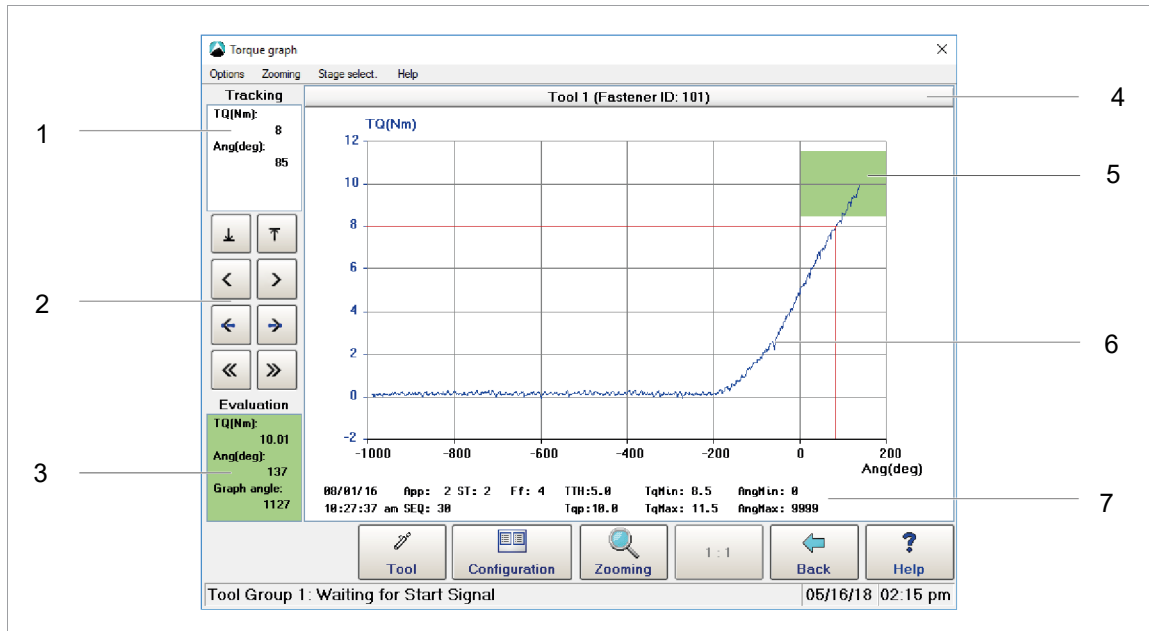 Torque graph
Options Zooming Stage select. Help
Tracking
TQ(Nm):
8
Ang(deg):
85
Evaluation
TQ(Nm):
10.01
Ang(deg):
137
Graph angle:
1127
Tool 1 (Fastener ID: 101)
TQ(Nm)
12
10
8
6
4
2
0
-2
-1000 -800 -600 -400 -200 0 200
Ang(deg)
08/01/16 App: 2 ST: 2 Ff: 4 TTH:5.0 TqMin: 8.5 AngMin: 0
10:27:37 am SEQ: 30 Tqp:10.0 TqMax: 11.5 AngMax: 9999
Tool Configuration Zooming 1 : 1 Back Help
Tool Group 1: Waiting for Start Signal 05/16/18 02:15 pm
1
2
3
4
5
6
7